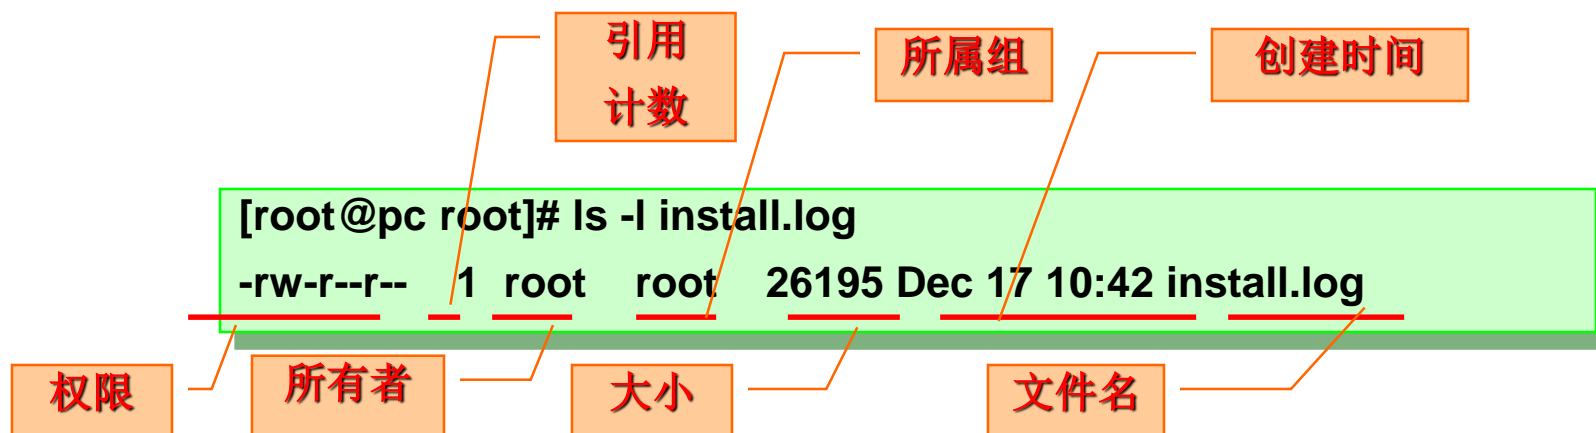 引用
计数
所属组
创建时间
[root@pc root]# ls -l install.log
-rw-r--r-- 1 root root 26195 Dec 17 10:42 install.log
权限
所有者
大小
文件名